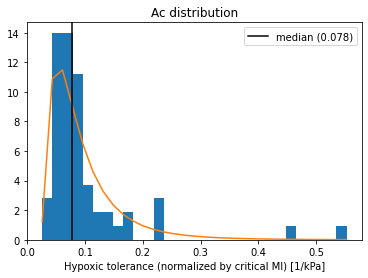 Ac distribution
median (0.078)
14
12
10
8
6
4
2
0
0.0 0.1 0.2 0.3 0.4 0.5
Hypoxic tolerance (normalized by critical MI) [1/kPa]